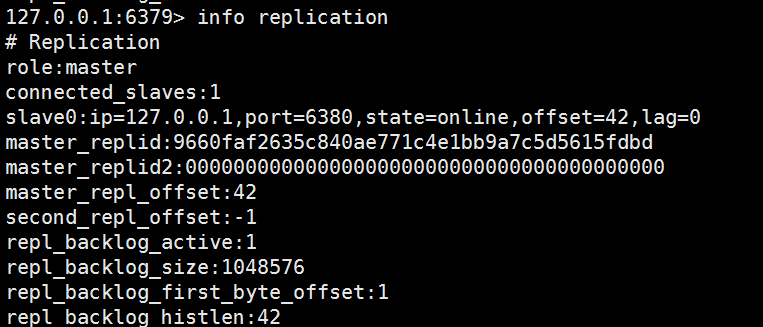 127.0.0.1:6379> info replication
# Replication
role:master
connected_slaves:1
slave0:ip=127.0.0.1,port=6380,state=online,offset=42,lag=0
master_replid:9660faf2635c840ae771c4e1bb9a7c5d5615fdbd
master_replid2:0000000000000000000000000000000000000000
master_repl_offset:42
second_repl_offset:-1
repl_backlog_active:1
repl_backlog_size:1048576
repl_backlog_first_byte_offset:1
repl_backlog_histlen:42